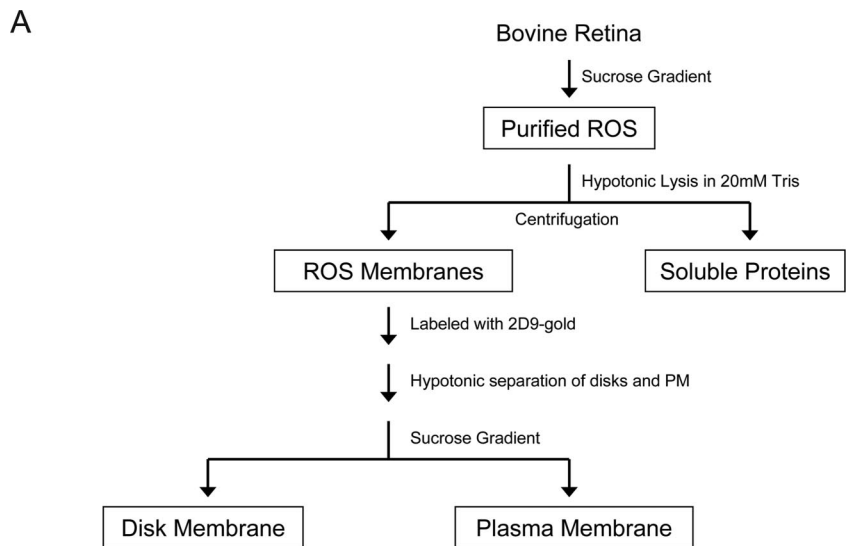 A
Bovine Retina
Sucrose Gradient
Purified ROS
Hypotonic Lysis in 20mM Tris
Centrifugation
ROS Membranes
Soluble Proteins
Labeled with 2D9-gold
Hypotonic separation of disks and PM
Sucrose Gradient
Disk Membrane
Plasma Membrane